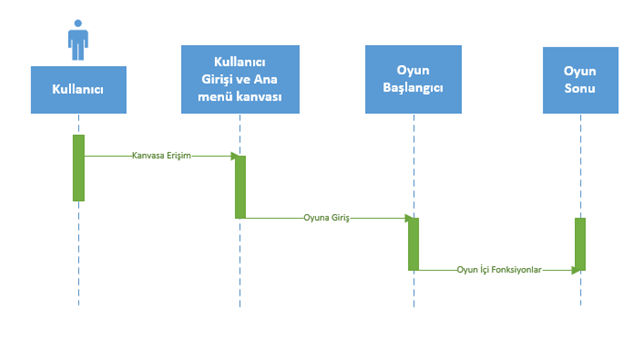 Kullanıcı
Kullanıcı
Girişi ve Ana
menü kanvası
Oyun
Başlangıcı
Oyun
Sonu
Kanvasa Erişim
Oyuna Giriş
Oyun İçi Fonksiyonlar